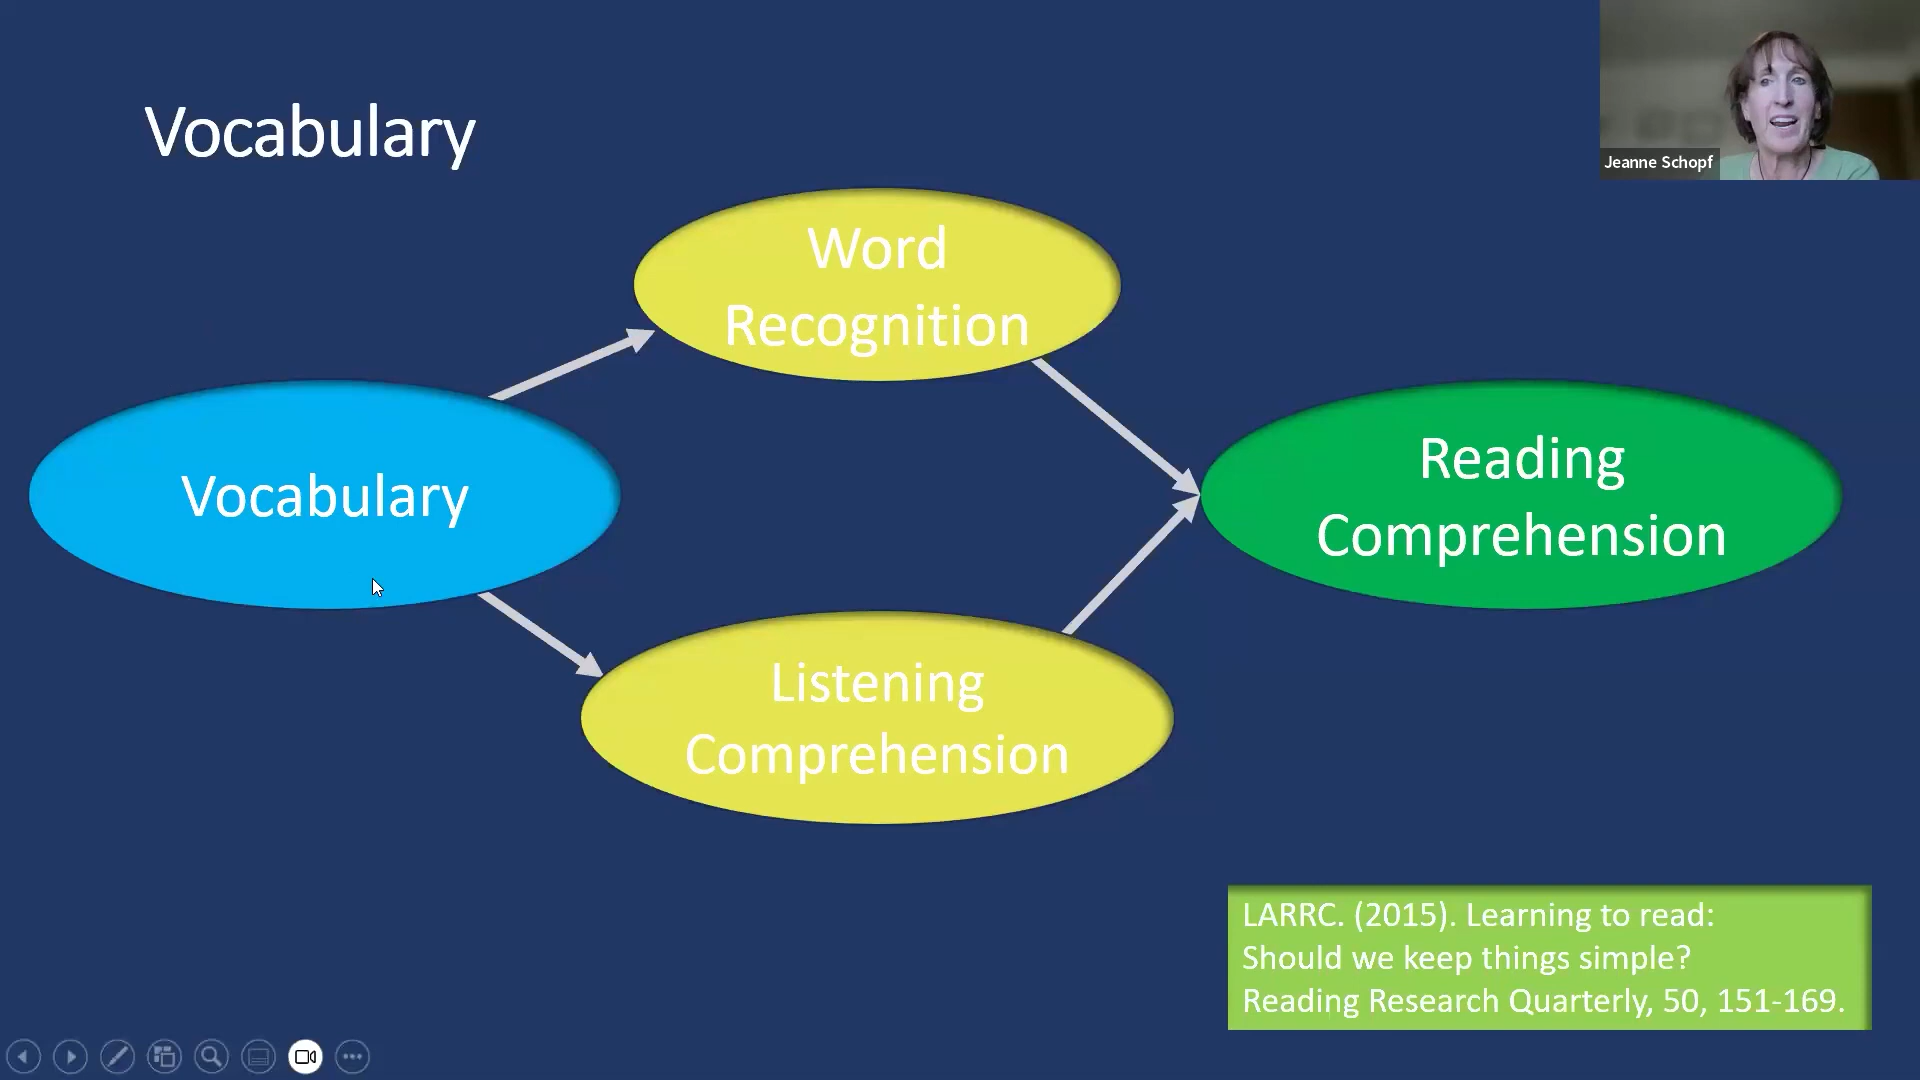 Vocabulary
Jeanne Schopf
Word
Recognition
Vocabulary
Reading
Comprehension
Listening
Comprehension
LARRC. (2015). Learning to read:
Should we keep things simple?
Reading Research Quarterly, 50, 151-169.